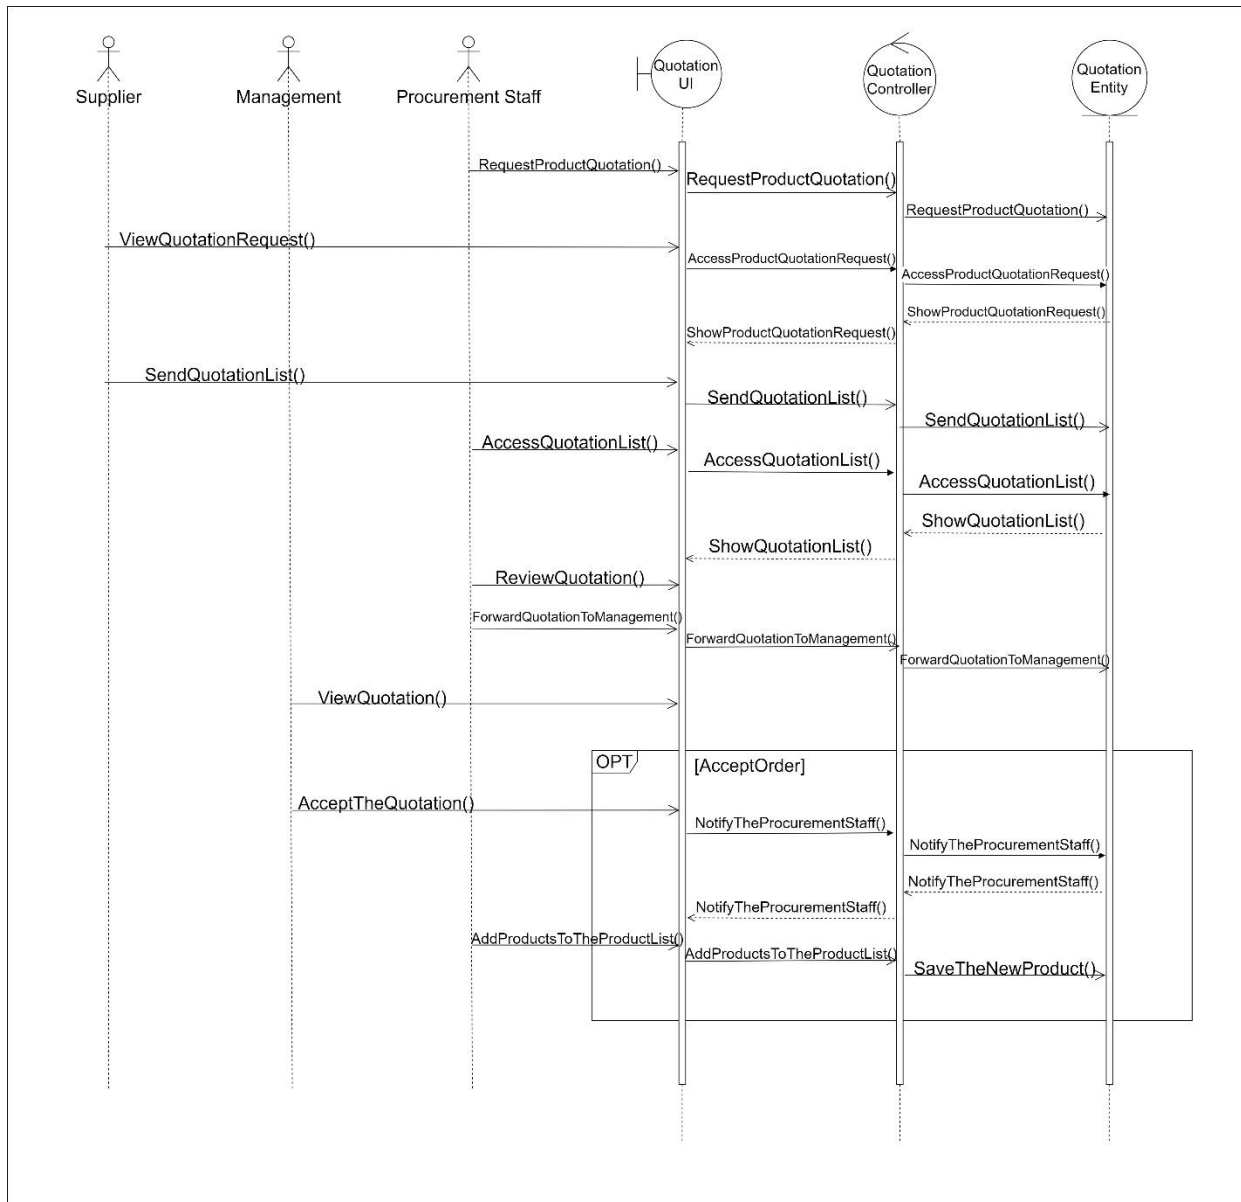 Supplier
Management
Procurement Staff
Quotation
UI
Quotation
Controller
Quotation
Entity
RequestProductQuotation()
RequestProductQuotation()
RequestProductQuotation()
ViewQuotationRequest()
AccessProductQuotationRequest()
AccessProductQuotationRequest()
ShowProductQuotationRequest()
ShowProductQuotationRequest()
SendQuotationList()
SendQuotationList()
SendQuotationList()
AccessQuotationList()
AccessQuotationList()
AccessQuotationList()
ShowQuotationList()
ShowQuotationList()
ReviewQuotation()
ForwardQuotationToManagement()
ForwardQuotationToManagement()
ForwardQuotationToManagement()
ViewQuotation()
OPT
[AcceptOrder]
AcceptTheQuotation()
NotifyTheProcurementStaff()
NotifyTheProcurementStaff()
NotifyTheProcurementStaff()
NotifyTheProcurementStaff()
AddProductsToTheProductList()
AddProductsToTheProductList()
SaveTheNewProduct()